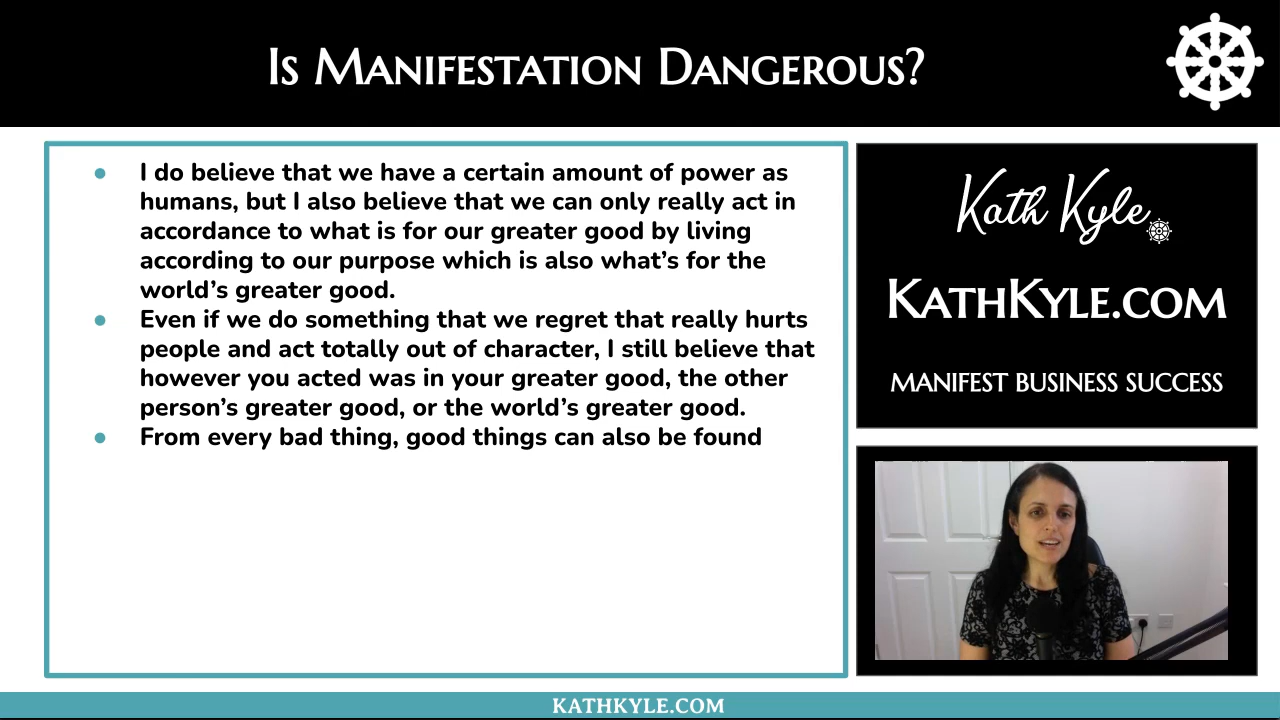 Is Manifestation Dangerous?
● I do believe that we have a certain amount of power as
humans, but I also believe that we can only really act in
accordance to what is for our greater good by living
according to our purpose which is also what’s for the
world’s greater good.
● Even if we do something that we regret that really hurts
people and act totally out of character, I still believe that
however you acted was in your greater good, the other
person’s greater good, or the world’s greater good.
● From every bad thing, good things can also be found
Kath Kyle
KathKyle.com
Manifest Business Success
KATHKYLE.COM